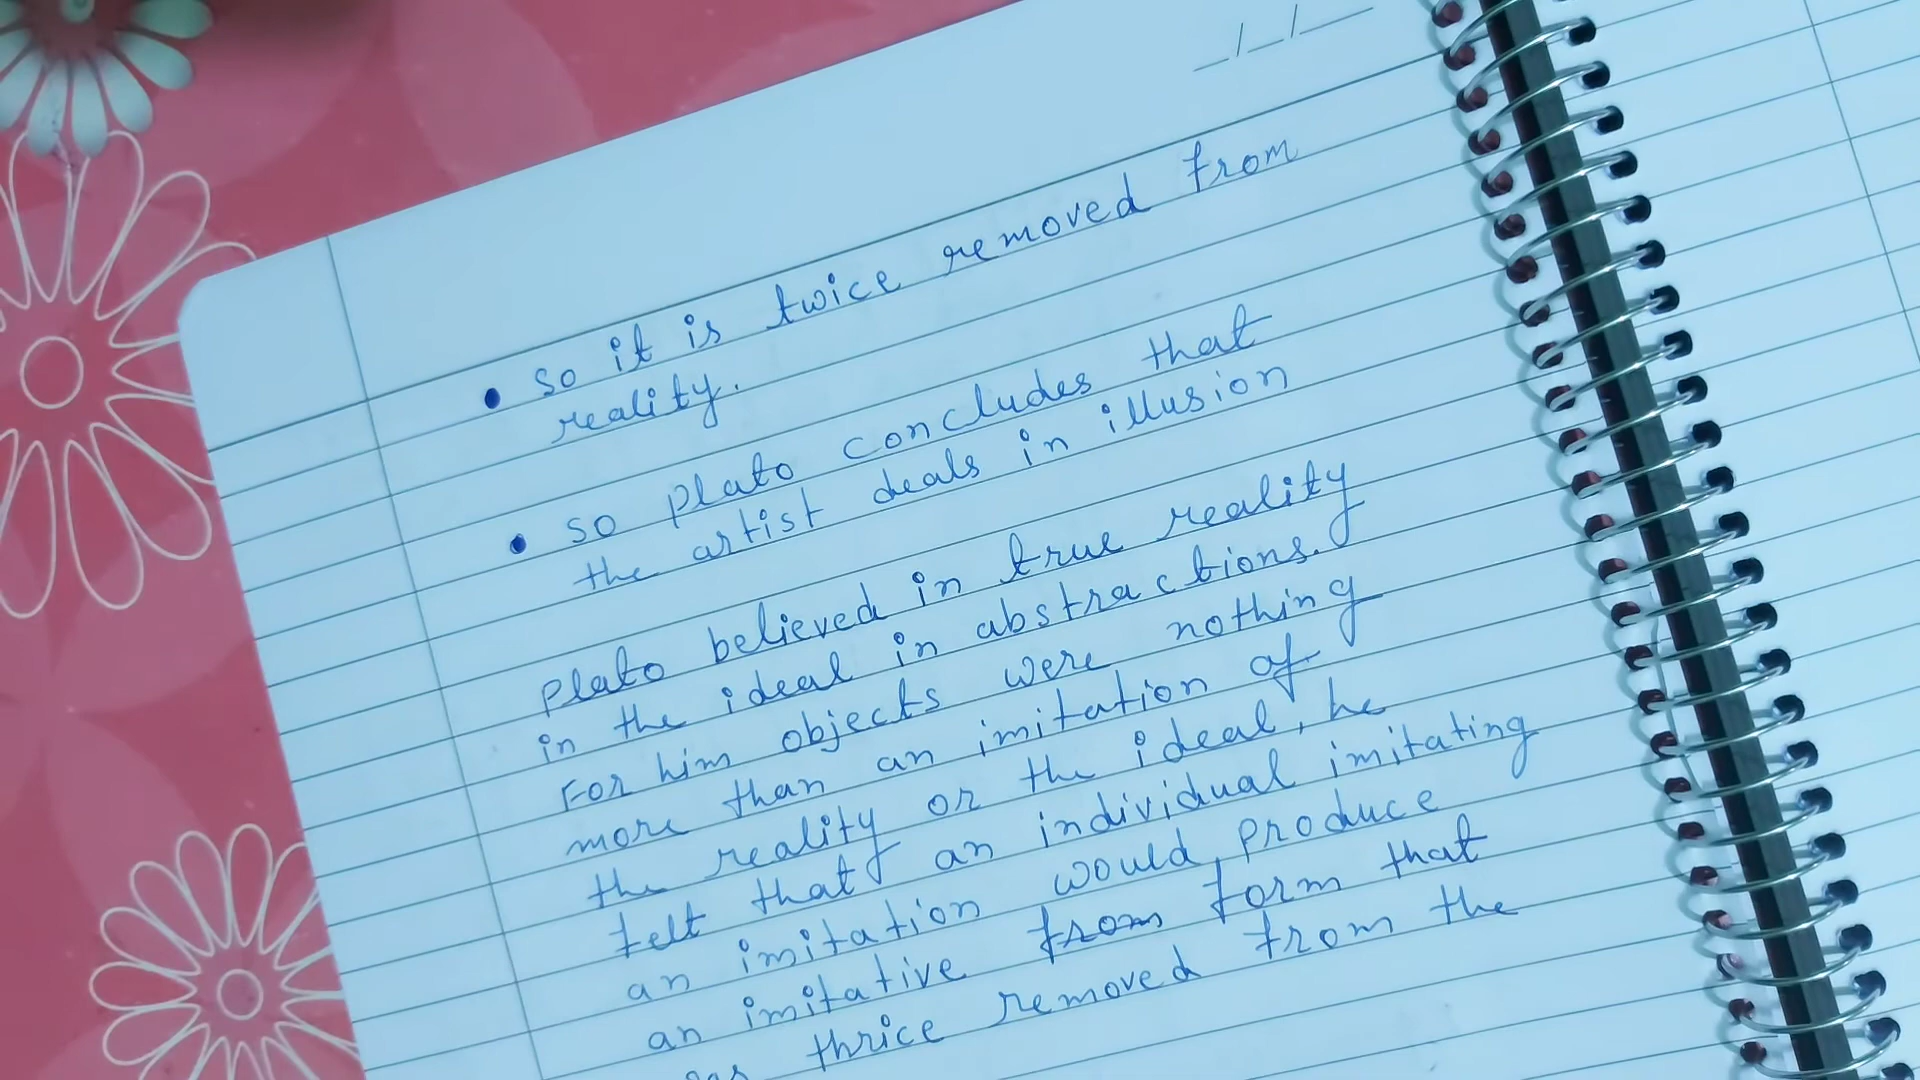 • so it is twice removed from
reality.
• so plato concludes that
the artist deals in illusion
plato believed in true reality
in the ideal in abstractions.
For him objects were nothing
more than an imitation of
the reality or the ideal, he
felt that an individual imitating
an imitation would, produce
an imitative from form that
thrice removed from the